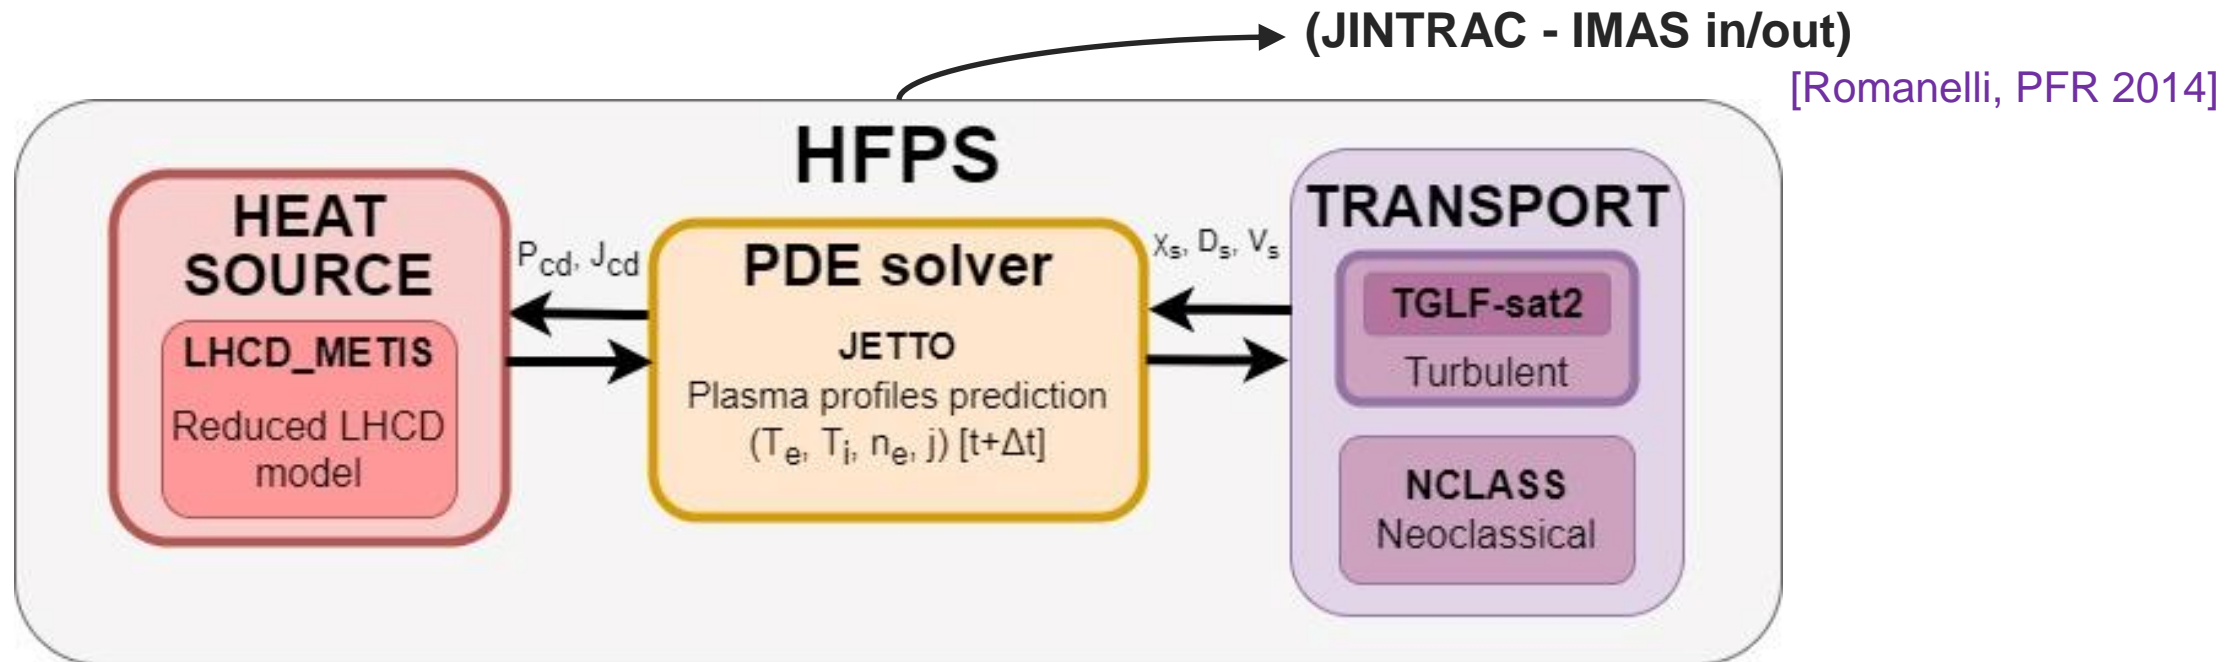 (JINTRAC - IMAS in/out)
[Romanelli, PFR 2014]
HFPS
HEAT
SOURCE
LHCD_METIS
Reduced LHCD
model
Pcd, Jcd
PDE solver
JETTO
Plasma profiles prediction
(Te, Ti, ne, j) [t+Δt]
χs, Ds, Vs
TRANSPORT
TGLF-sat2
Turbulent
NCLASS
Neoclassical